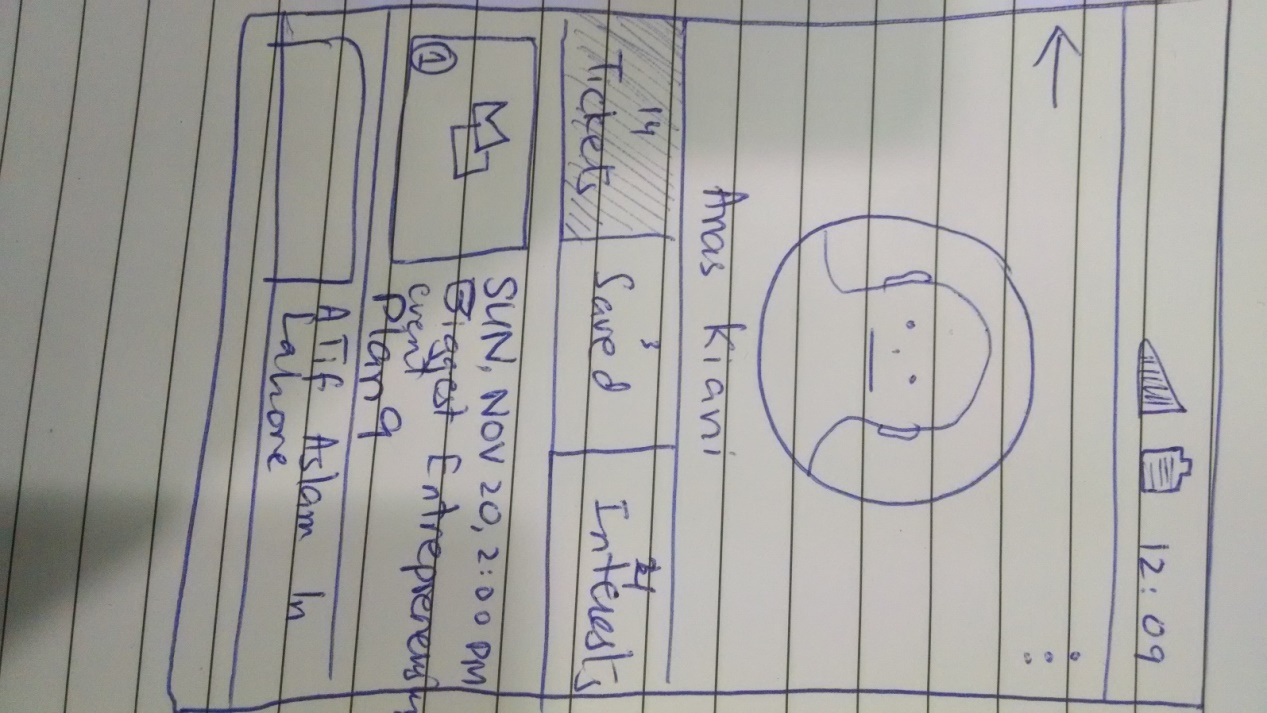 12:09
Anas Kiani
14 3
Tickets Saved Interests
SUN, NOV 20, 2:00 PM
Biggest Entrepreneurship
event
Plan 9
1
ATif Aslam In
Lahore